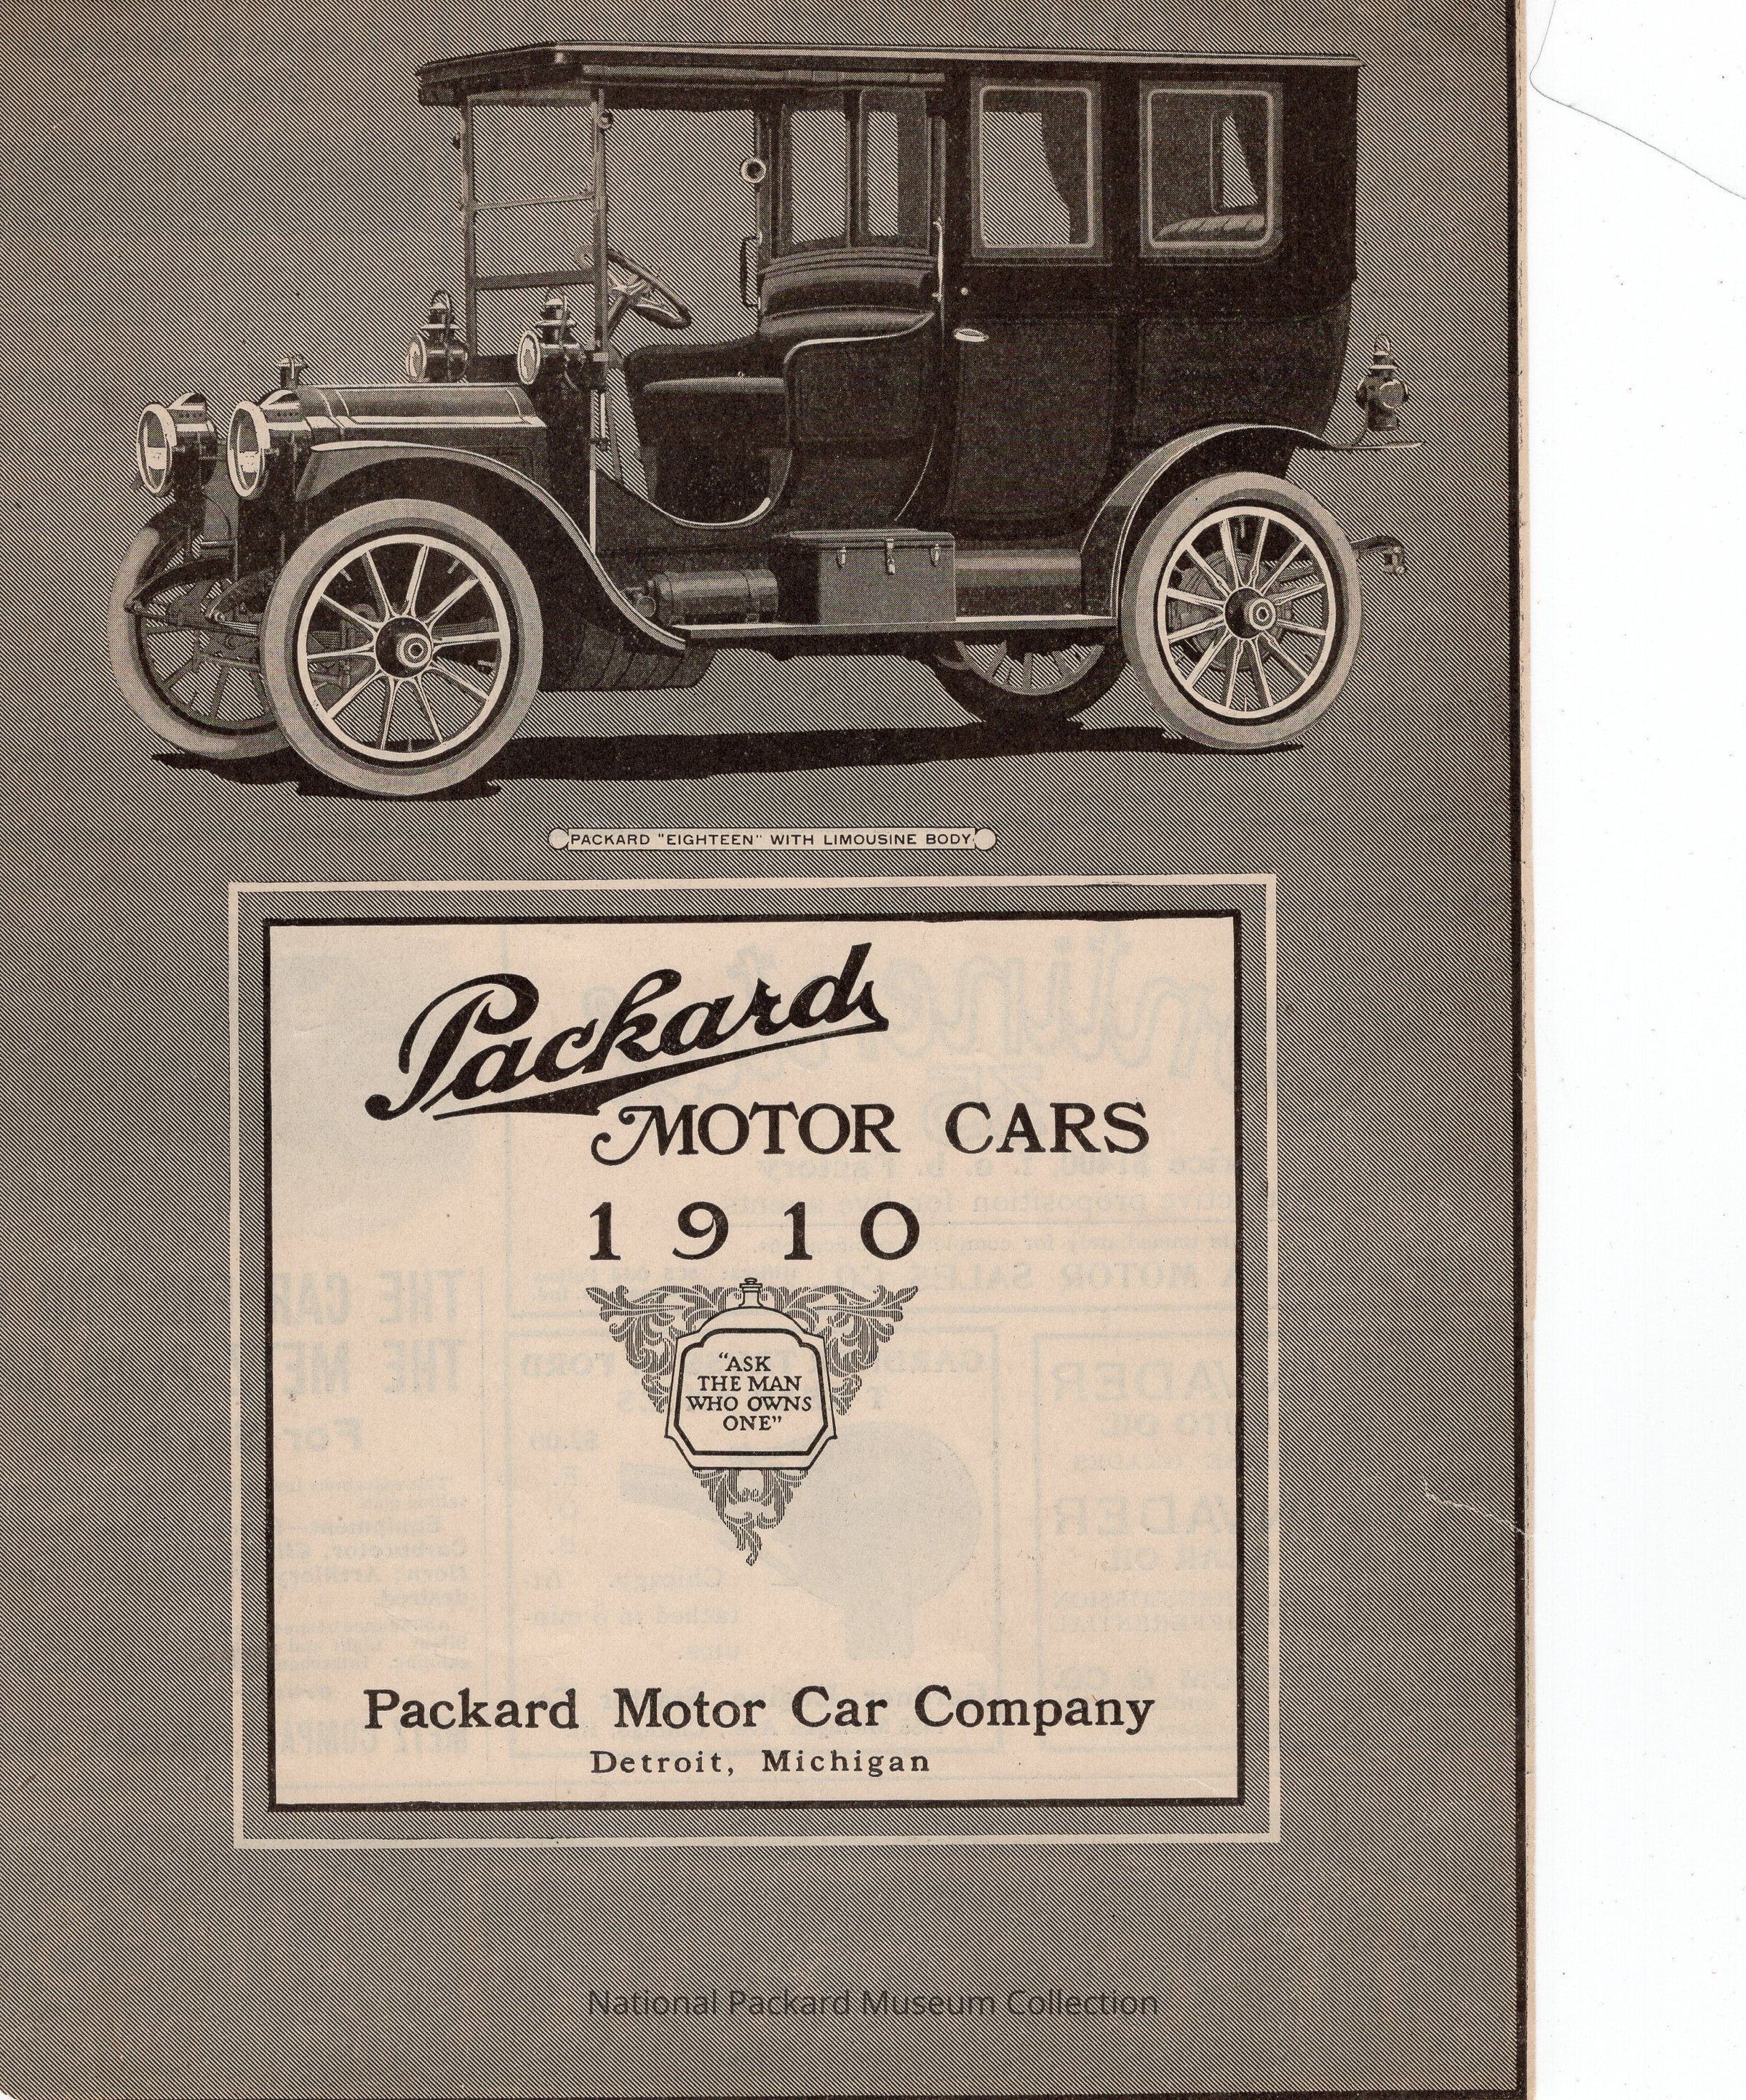 PACKARD "EIGHTEEN" WITH LIMOUSINE BODY
Packard
MOTOR CARS
1910
"ASK
THE MAN
WHO OWNS
ONE"
Packard Motor Car Company
Detroit, Michigan
National Packard Museum Collection